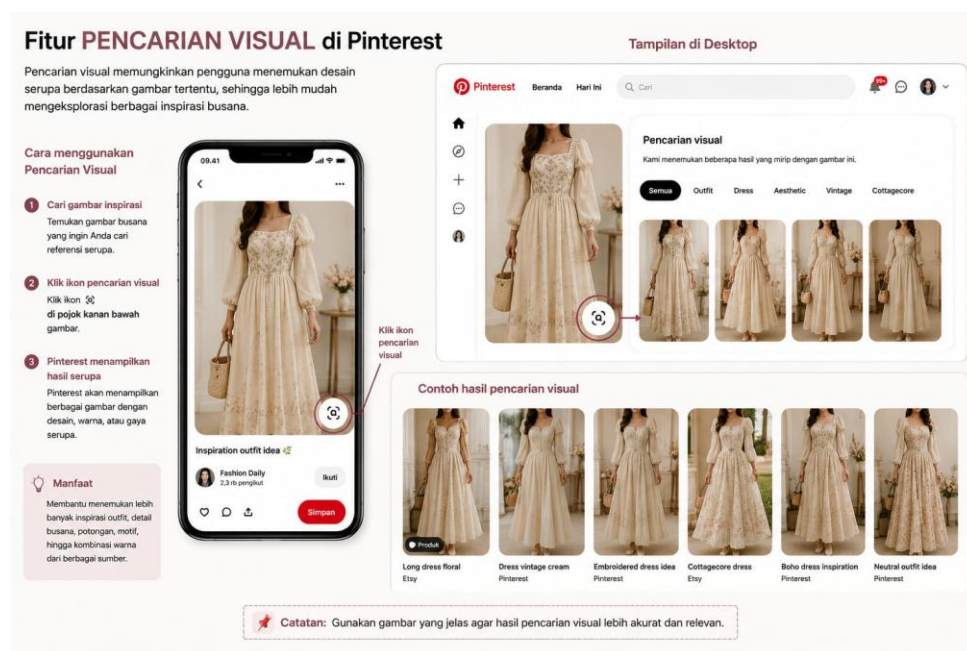 Fitur PENCARIAN VISUAL di Pinterest
Pencarian visual memungkinkan pengguna menemukan desain
serupa berdasarkan gambar tertentu, sehingga lebih mudah
mengeksplorasi berbagai inspirasi busana.
Cara menggunakan
Pencarian Visual
1 Cari gambar inspirasi
Temukan gambar busana
yang ingin Anda cari
referensi serupa.
2 Klik ikon pencarian visual
Klik ikon
di pojok kanan bawah
gambar.
3 Pinterest menampilkan
hasil serupa
Pinterest akan menampilkan
berbagai gambar dengan
desain, warna, atau gaya
serupa.
Manfaat
Membantu menemukan lebih
banyak inspirasi outfit, detail
busana, potongan, motif,
hingga kombinasi warna
dari berbagai sumber.
09.41
Inspiration outfit idea 🌿
Fashion Daily
2,3 rb pengikut
Ikuti
Simpan
Klik ikon
pencarian
visual
Tampilan di Desktop
Pinterest Beranda Hari Ini Cari 99+
Pencarian visual
Kami menemukan beberapa hasil yang mirip dengan gambar ini.
Semua Outfit Dress Aesthetic Vintage Cottagecore
Contoh hasil pencarian visual
Produk
Long dress floral
Etsy
Dress vintage cream
Pinterest
Embroidered dress idea
Pinterest
Cottagecore dress
Etsy
Boho dress inspiration
Pinterest
Neutral outfit idea
Pinterest
Catatan: Gunakan gambar yang jelas agar hasil pencarian visual lebih akurat dan relevan.